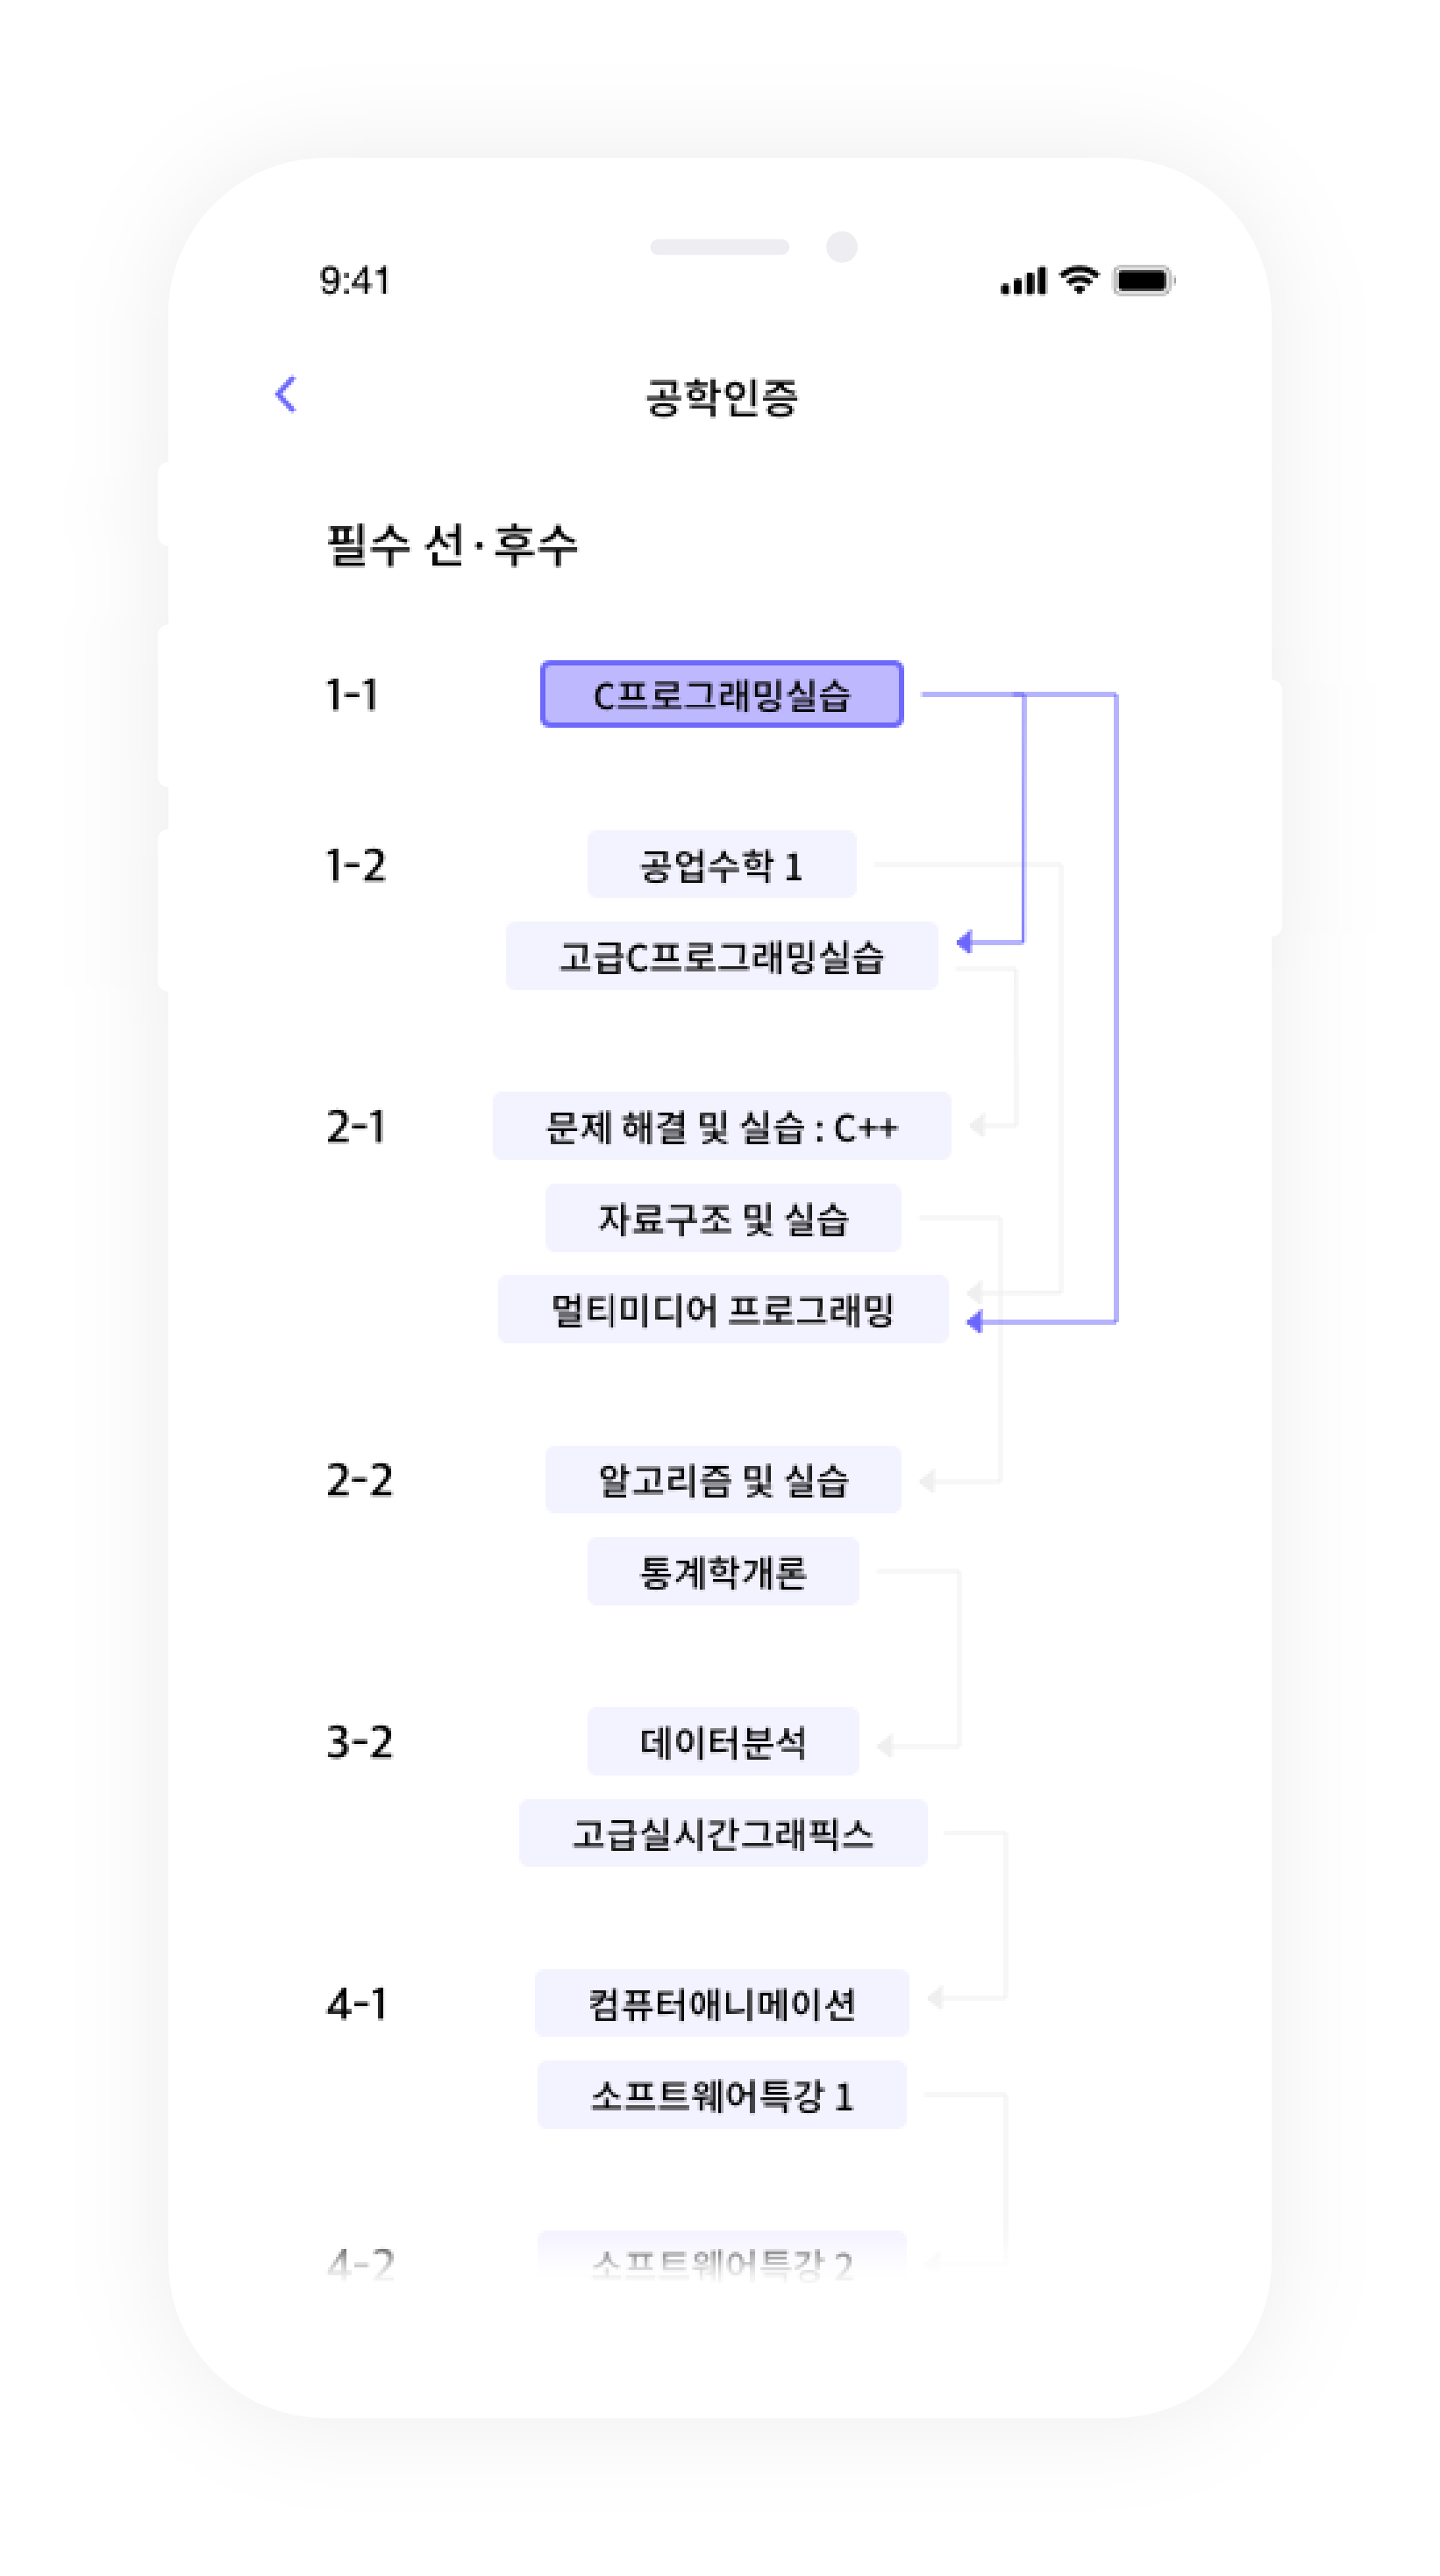 9:41
공학인증
필수 선·후수
1-1 C프로그래밍실습
1-2 공업수학 1
고급C프로그래밍실습
2-1 문제 해결 및 실습 : C++
자료구조 및 실습
멀티미디어 프로그래밍
2-2 알고리즘 및 실습
통계학개론
3-2 데이터분석
고급실시간그래픽스
4-1 컴퓨터애니메이션
소프트웨어특강 1
4-2 소프트웨어특강 2